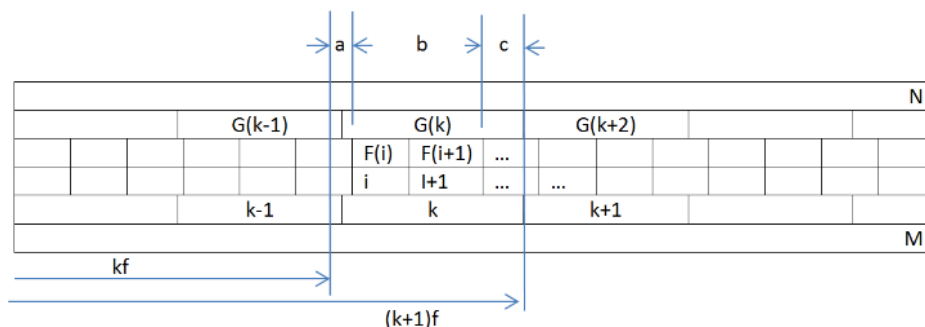 a b c
N
G(k-1) G(k) G(k+2)
F(i) F(i+1) ...
i I+1 ... ...
k-1 k k+1
M
kf
(k+1)f